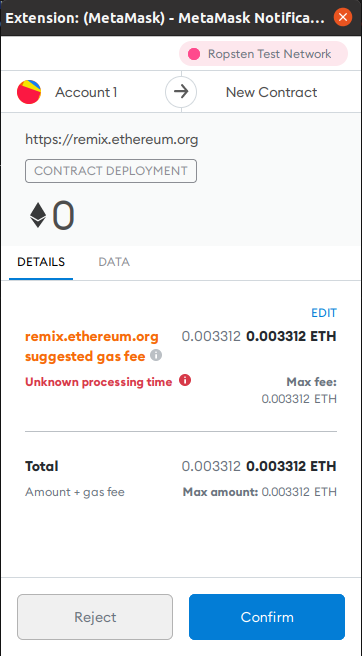 Extension: (MetaMask) - MetaMask Notifica...
Ropsten Test Network
Account 1 New Contract
https://remix.ethereum.org
CONTRACT DEPLOYMENT
0
DETAILS DATA
EDIT
remix.ethereum.org 0.003312 0.003312 ETH
suggested gas fee
Unknown processing time Max fee:
0.003312 ETH
Total 0.003312 0.003312 ETH
Amount + gas fee Max amount: 0.003312 ETH
Reject Confirm